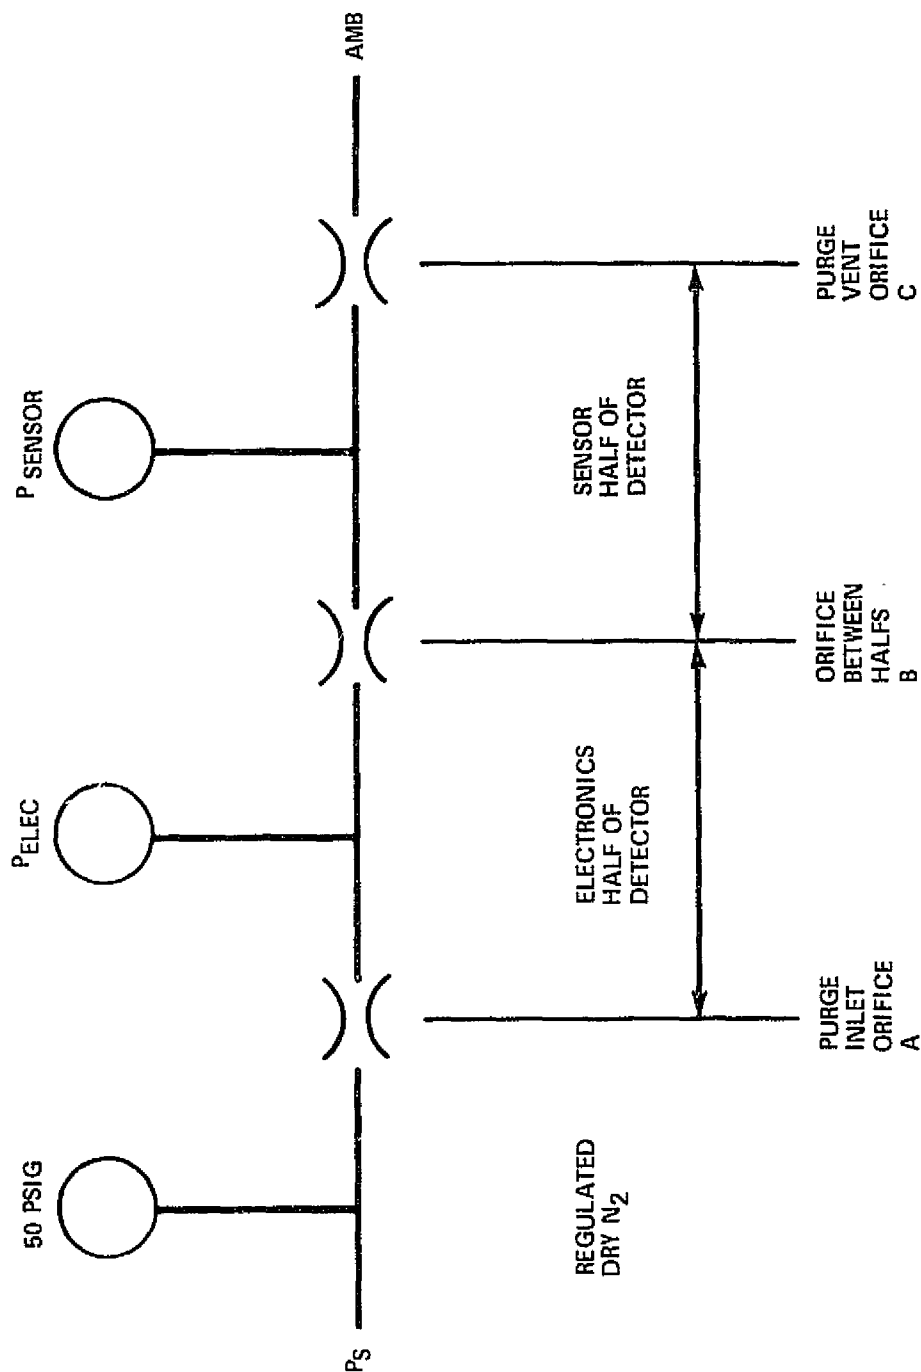 50 PSIG
PELEC
P SENSOR
PS
AMB
REGULATED
DRY N2
ELECTRONICS
HALF OF
DETECTOR
SENSOR
HALF OF
DETECTOR
PURGE
INLET
ORIFICE
A
ORIFICE
BETWEEN
HALFS
B
PURGE
VENT
ORIFICE
C